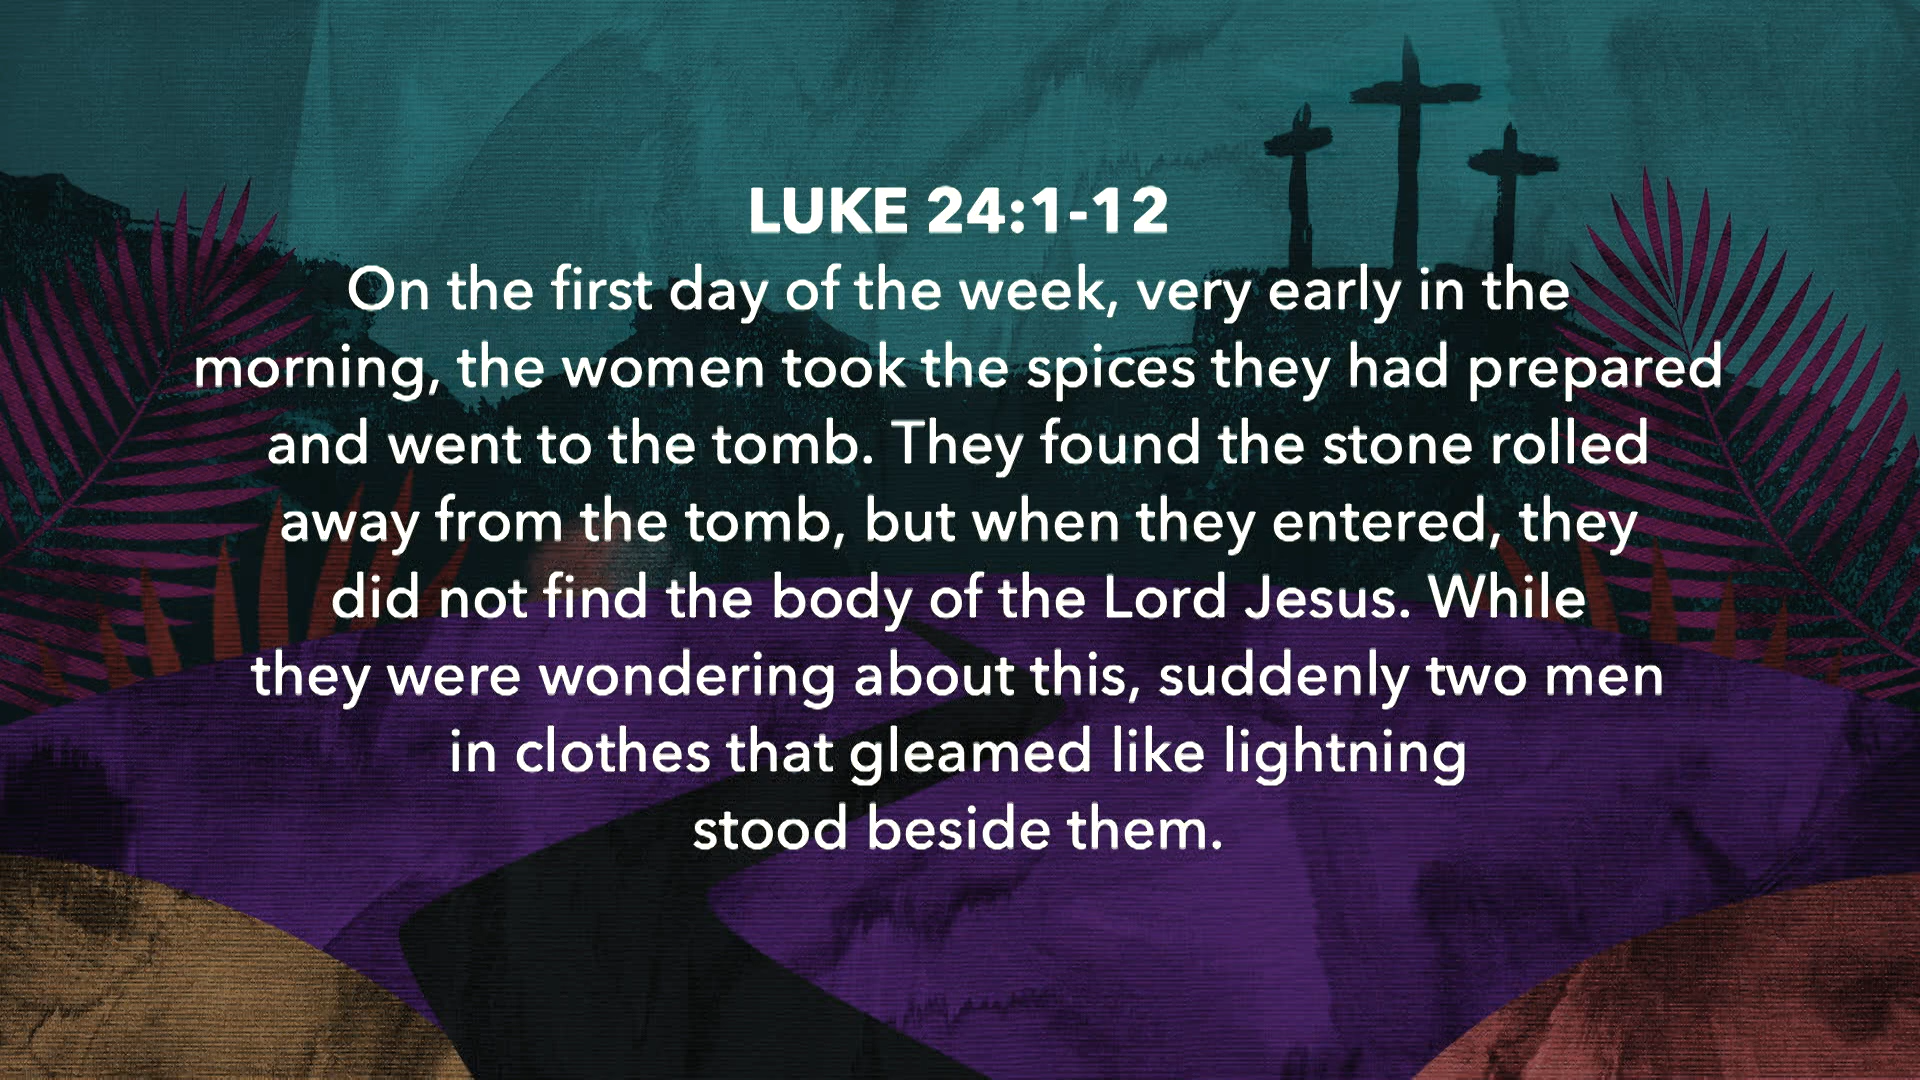 LUKE 24:1-12
On the first day of the week, very early in the
morning, the women took the spices they had prepared
and went to the tomb. They found the stone rolled
away from the tomb, but when they entered, they
did not find the body of the Lord Jesus. While
they were wondering about this, suddenly two men
in clothes that gleamed like lightning
stood beside them.